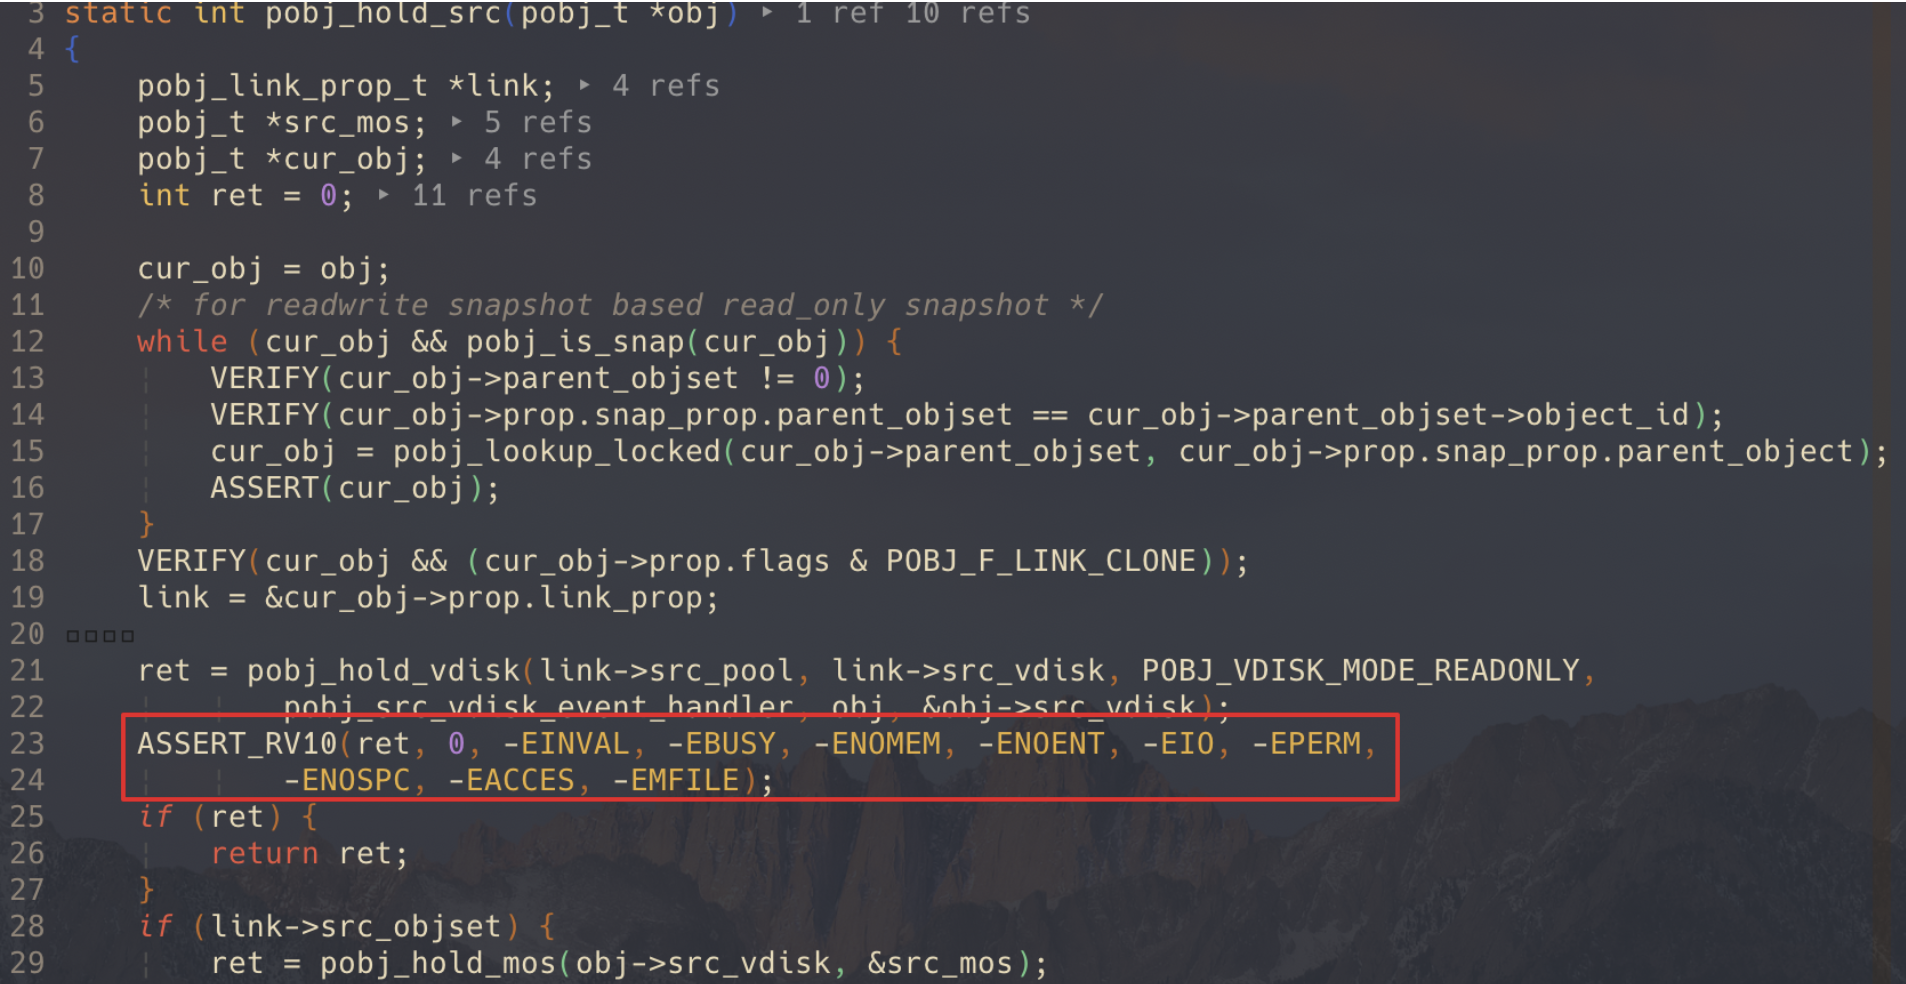 3 static int pobj_hold_src(pobj_t *obj) ▸ 1 ref 10 refs
4 {
5 pobj_link_prop_t *link; ▸ 4 refs
6 pobj_t *src_mos; ▸ 5 refs
7 pobj_t *cur_obj; ▸ 4 refs
8 int ret = 0; ▸ 11 refs
9
10 cur_obj = obj;
11 /* for readwrite snapshot based read_only snapshot */
12 while (cur_obj && pobj_is_snap(cur_obj)) {
13 VERIFY(cur_obj->parent_objset != 0);
14 VERIFY(cur_obj->prop.snap_prop.parent_objset == cur_obj->parent_objset->object_id);
15 cur_obj = pobj_lookup_locked(cur_obj->parent_objset, cur_obj->prop.snap_prop.parent_object);
16 ASSERT(cur_obj);
17 }
18 VERIFY(cur_obj && (cur_obj->prop.flags & POBJ_F_LINK_CLONE));
19 link = &cur_obj->prop.link_prop;
20 □□□□
21 ret = pobj_hold_vdisk(link->src_pool, link->src_vdisk, POBJ_VDISK_MODE_READONLY,
22 pobj_src_vdisk_event_handler, obj, &obj->src_vdisk);
23 ASSERT_RV10(ret, 0, -EINVAL, -EBUSY, -ENOMEM, -ENOENT, -EIO, -EPERM,
24 -ENOSPC, -EACCES, -EMFILE);
25 if (ret) {
26 return ret;
27 }
28 if (link->src_objset) {
29 ret = pobj_hold_mos(obj->src_vdisk, &src_mos);